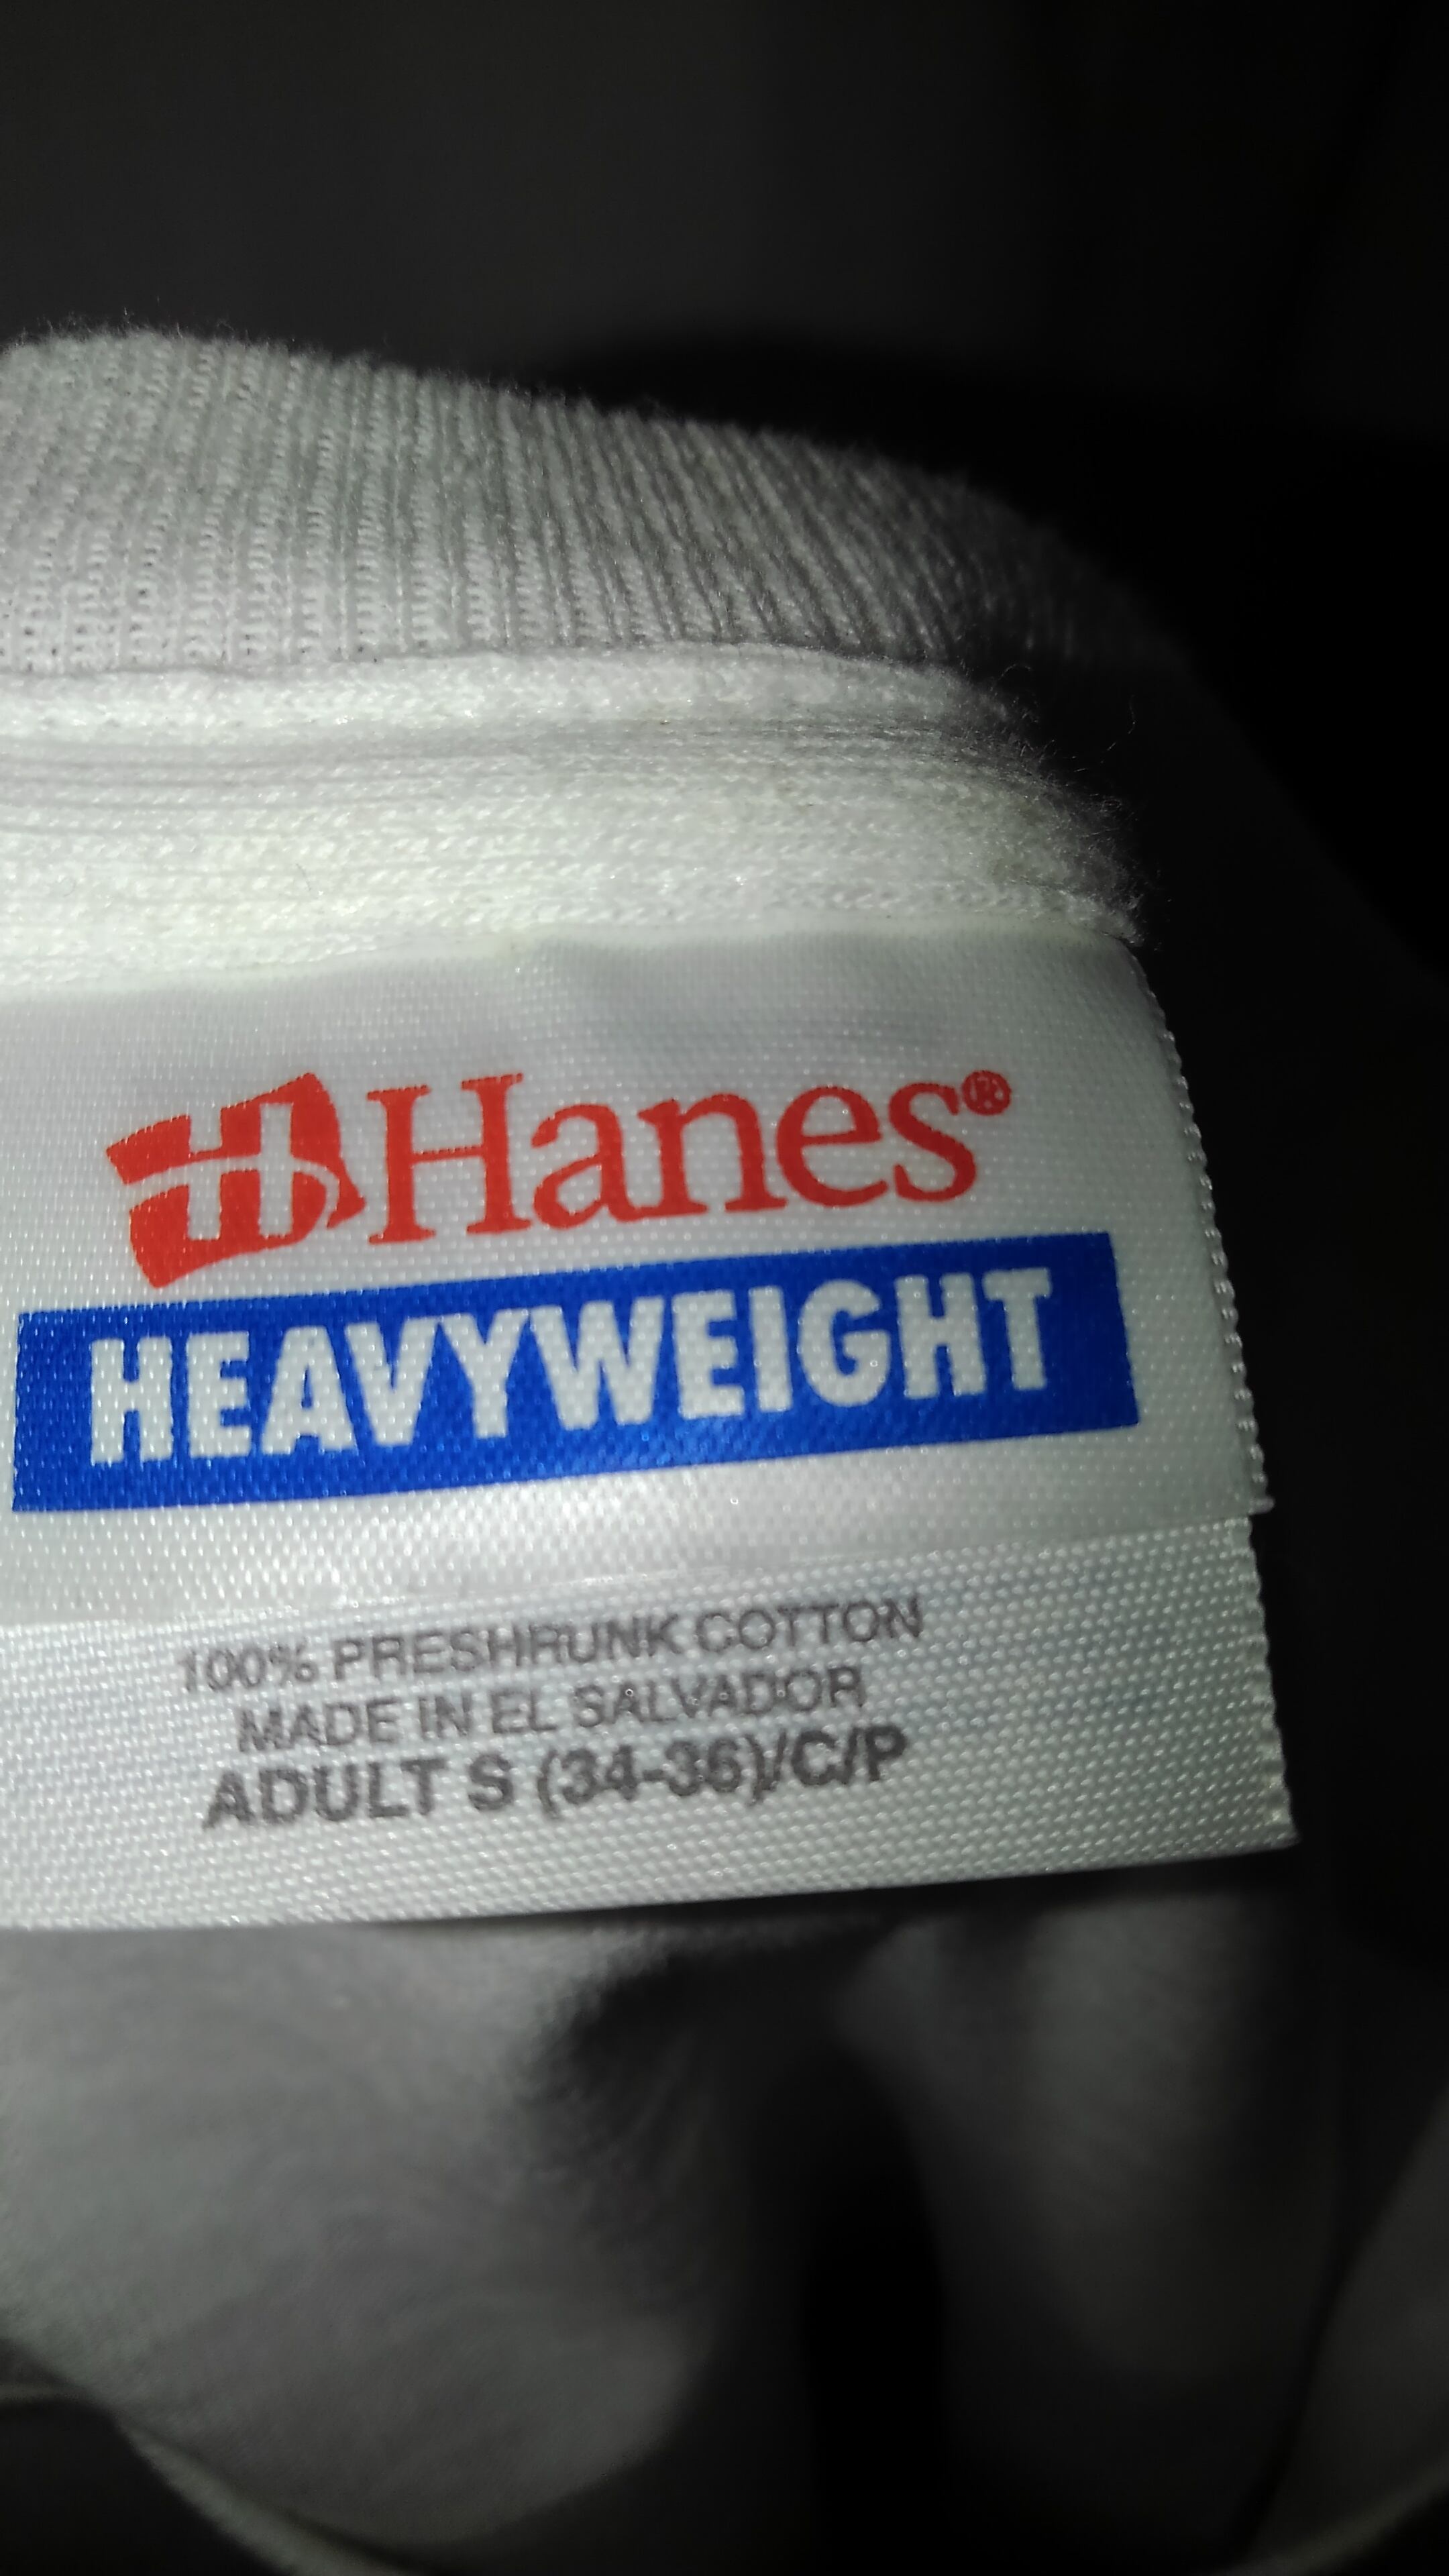 Hanes®
HEAVYWEIGHT
100% PRESHRUNK COTTON
MADE IN EL SALVADOR
ADULT S (34-36)/C/P